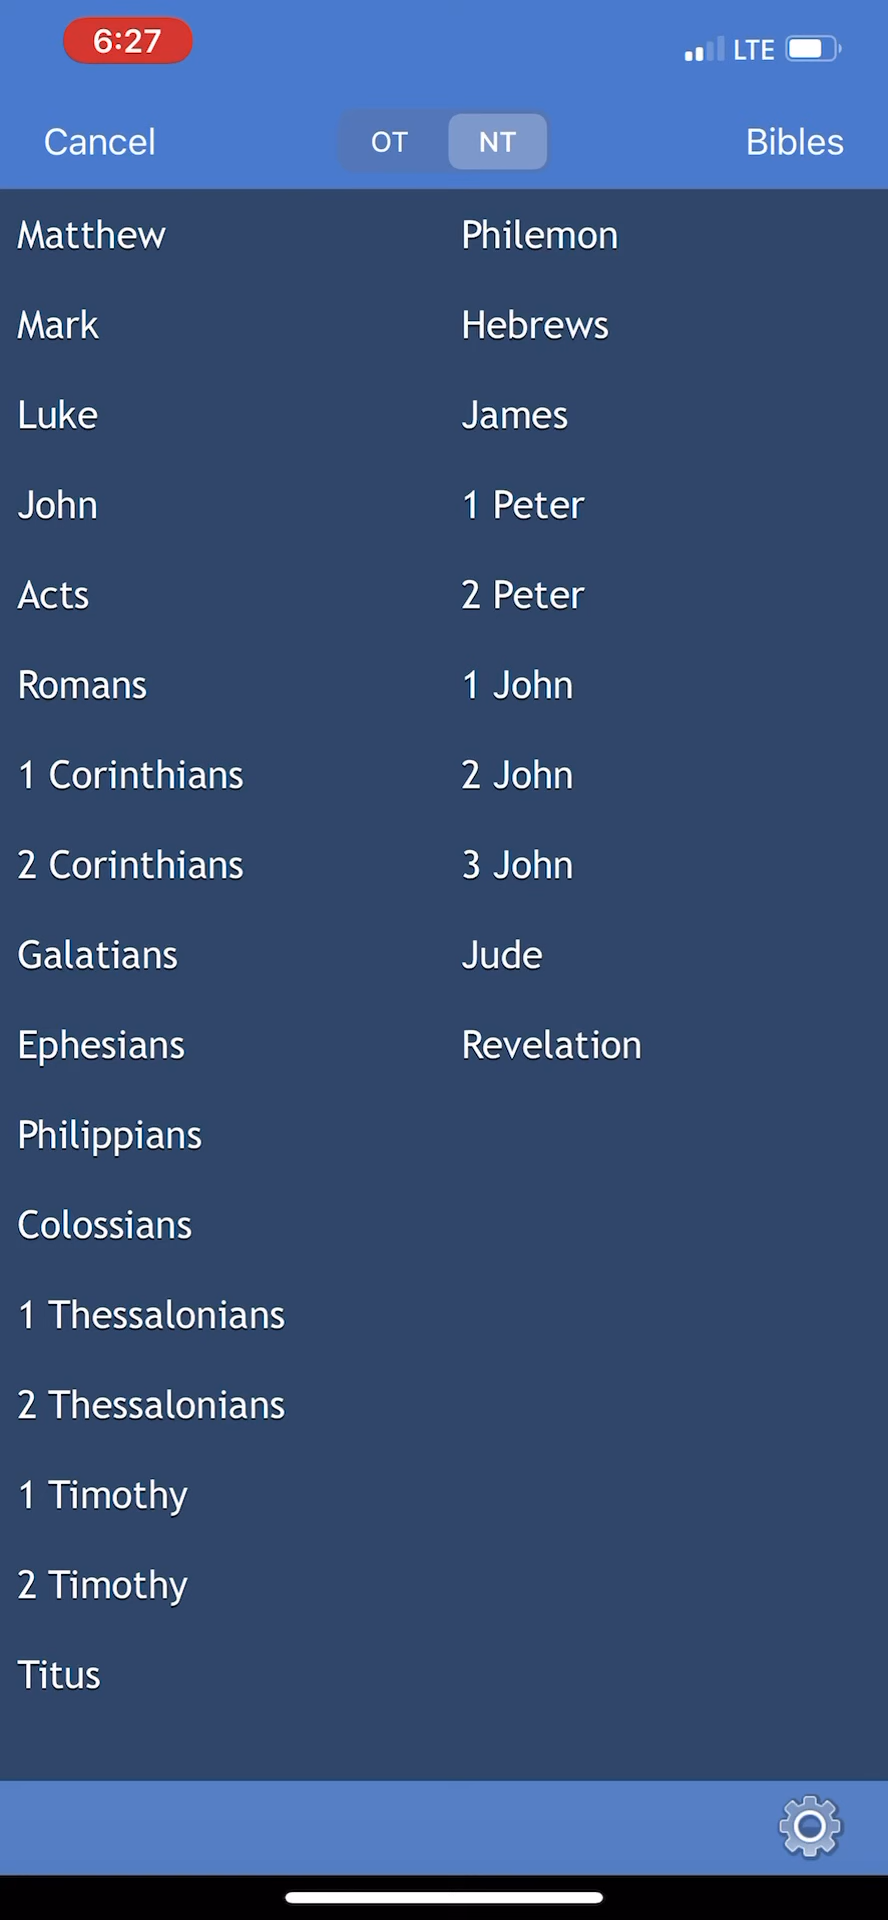 6:27
LTE
Cancel
OT
NT
Bibles
Matthew
Mark
Luke
John
Acts
Romans
1 Corinthians
2 Corinthians
Galatians
Ephesians
Philippians
Colossians
1 Thessalonians
2 Thessalonians
1 Timothy
2 Timothy
Titus
Philemon
Hebrews
James
1 Peter
2 Peter
1 John
2 John
3 John
Jude
Revelation